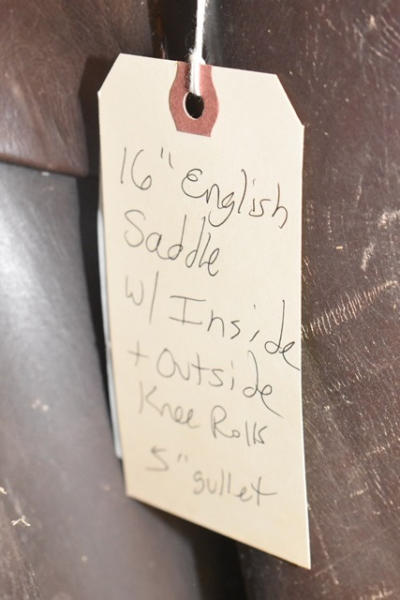 16" English
Saddle
w/ Inside
+ Outside
Knee Rolls
5" gullet